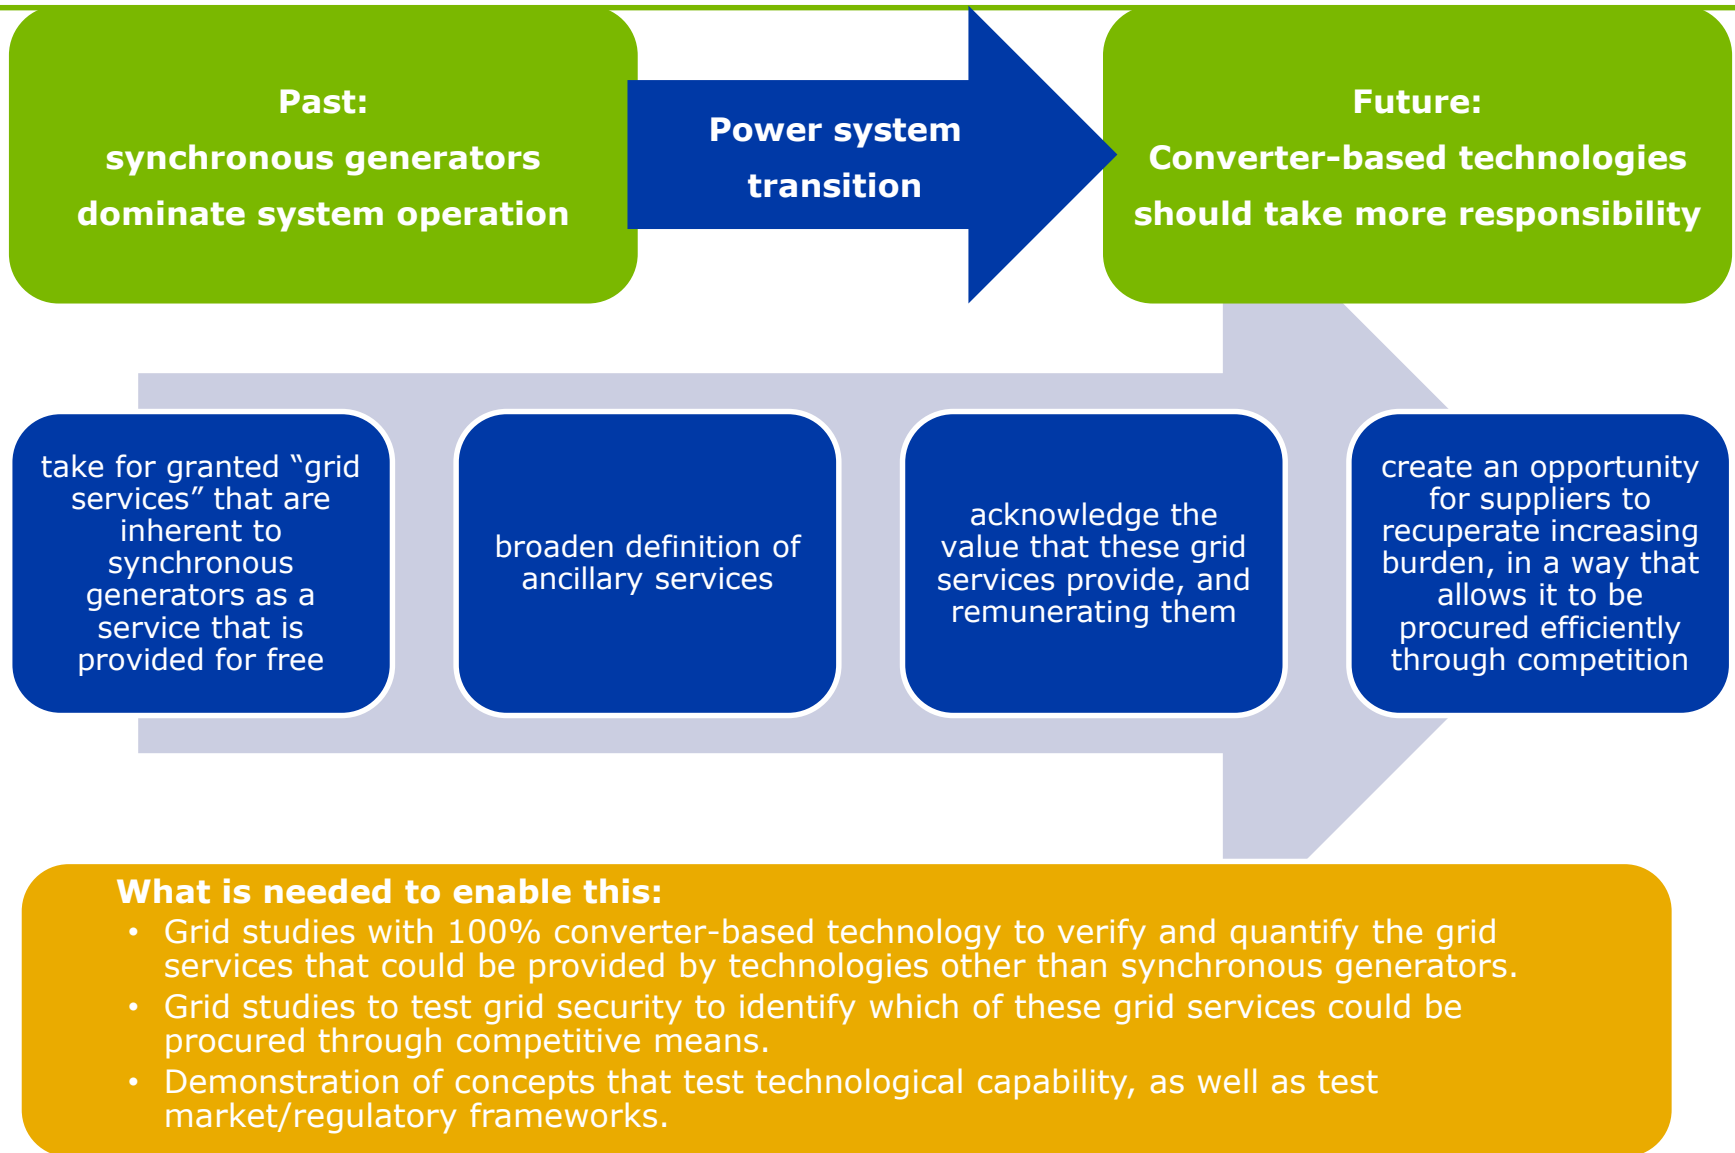 Past:
synchronous generators
dominate system operation
Power system
transition
Future:
Converter-based technologies
should take more responsibility
take for granted “grid
services” that are
inherent to
synchronous
generators as a
service that is
provided for free
broaden definition of
ancillary services
acknowledge the
value that these grid
services provide, and
remunerating them
create an opportunity
for suppliers to
recuperate increasing
burden, in a way that
allows it to be
procured efficiently
through competition
What is needed to enable this:
• Grid studies with 100% converter-based technology to verify and quantify the grid
services that could be provided by technologies other than synchronous generators.
• Grid studies to test grid security to identify which of these grid services could be
procured through competitive means.
• Demonstration of concepts that test technological capability, as well as test
market/regulatory frameworks.